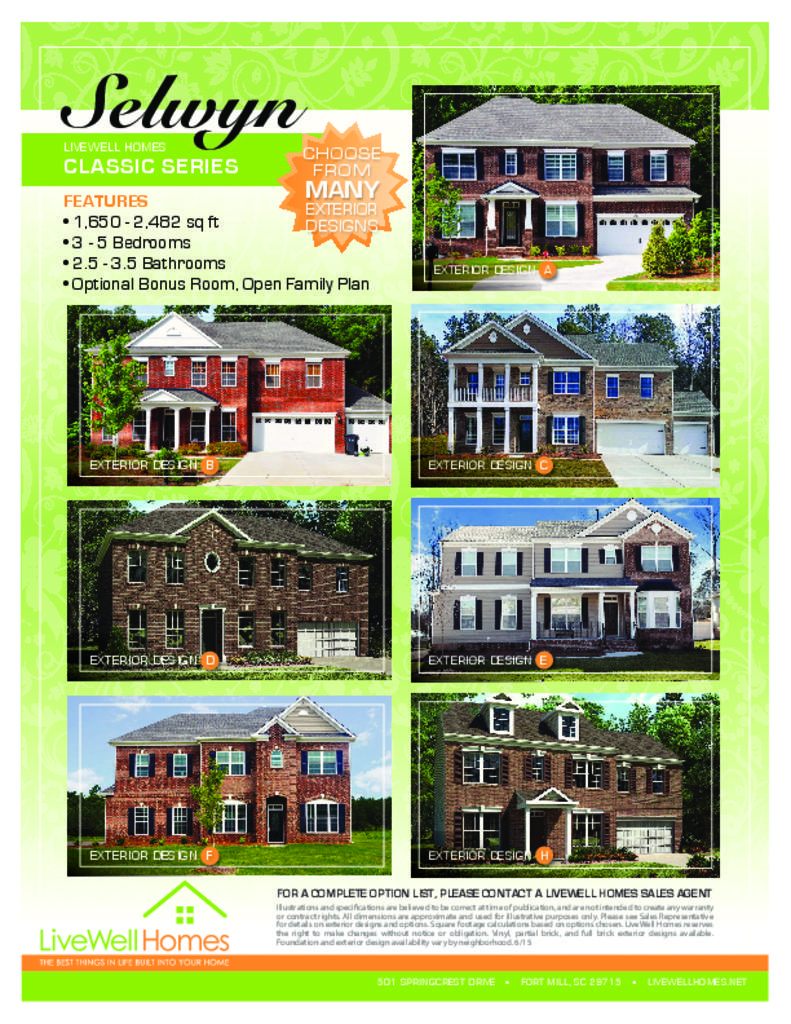 Selwyn
LIVEWELL HOMES
CLASSIC SERIES
CHOOSE
FROM
MANY
EXTERIOR
DESIGNS
FEATURES
• 1,650 - 2,482 sq ft
• 3 - 5 Bedrooms
• 2.5 - 3.5 Bathrooms
• Optional Bonus Room, Open Family Plan
EXTERIOR DESIGN A
EXTERIOR DESIGN B
EXTERIOR DESIGN C
EXTERIOR DESIGN D
EXTERIOR DESIGN E
EXTERIOR DESIGN F
EXTERIOR DESIGN H
FOR A COMPLETE OPTION LIST, PLEASE CONTACT A LIVEWELL HOMES SALES AGENT
Illustrations and specifications are believed to be correct at time of publication, and are not intended to create any warranty
or contract rights. All dimensions are approximate and used for illustrative purposes only. Please see Sales Representative
for details on exterior designs and options. Square footage calculations based on options chosen. LiveWell Homes reserves
the right to make changes without notice or obligation. Vinyl, partial brick, and full brick exterior designs available.
Foundation and exterior design availability vary by neighborhood. 6/15
LiveWellHomes
THE BEST THINGS IN LIFE BUILT INTO YOUR HOME
501 SPRINGCREST DRIVE • FORT MILL, SC 29715 • LIVEWELLHOMES.NET